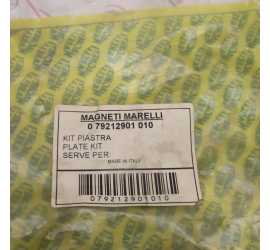 MAGNETI MARELLI
0 79212901 010
KIT PIASTRA
PLATE KIT
SERVE PER
MADE IN ITALY
079212901010